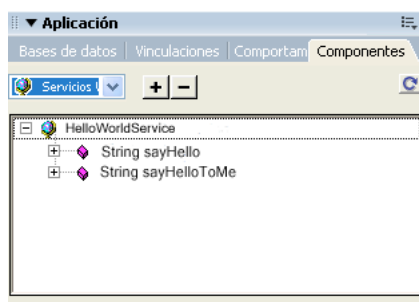 Aplicación
Bases de datos Vinculaciones Comportam Componentes
Servicios
HelloWorldService
String sayHello
String sayHelloToMe